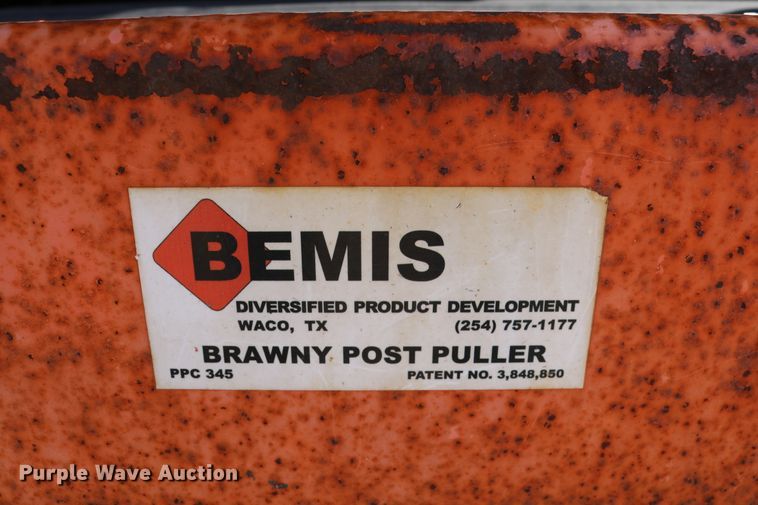 BEMIS
DIVERSIFIED PRODUCT DEVELOPMENT
WACO, TX (254) 757-1177
BRAWNY POST PULLER
PPC 345 PATENT NO. 3,848,850
Purple Wave Auction